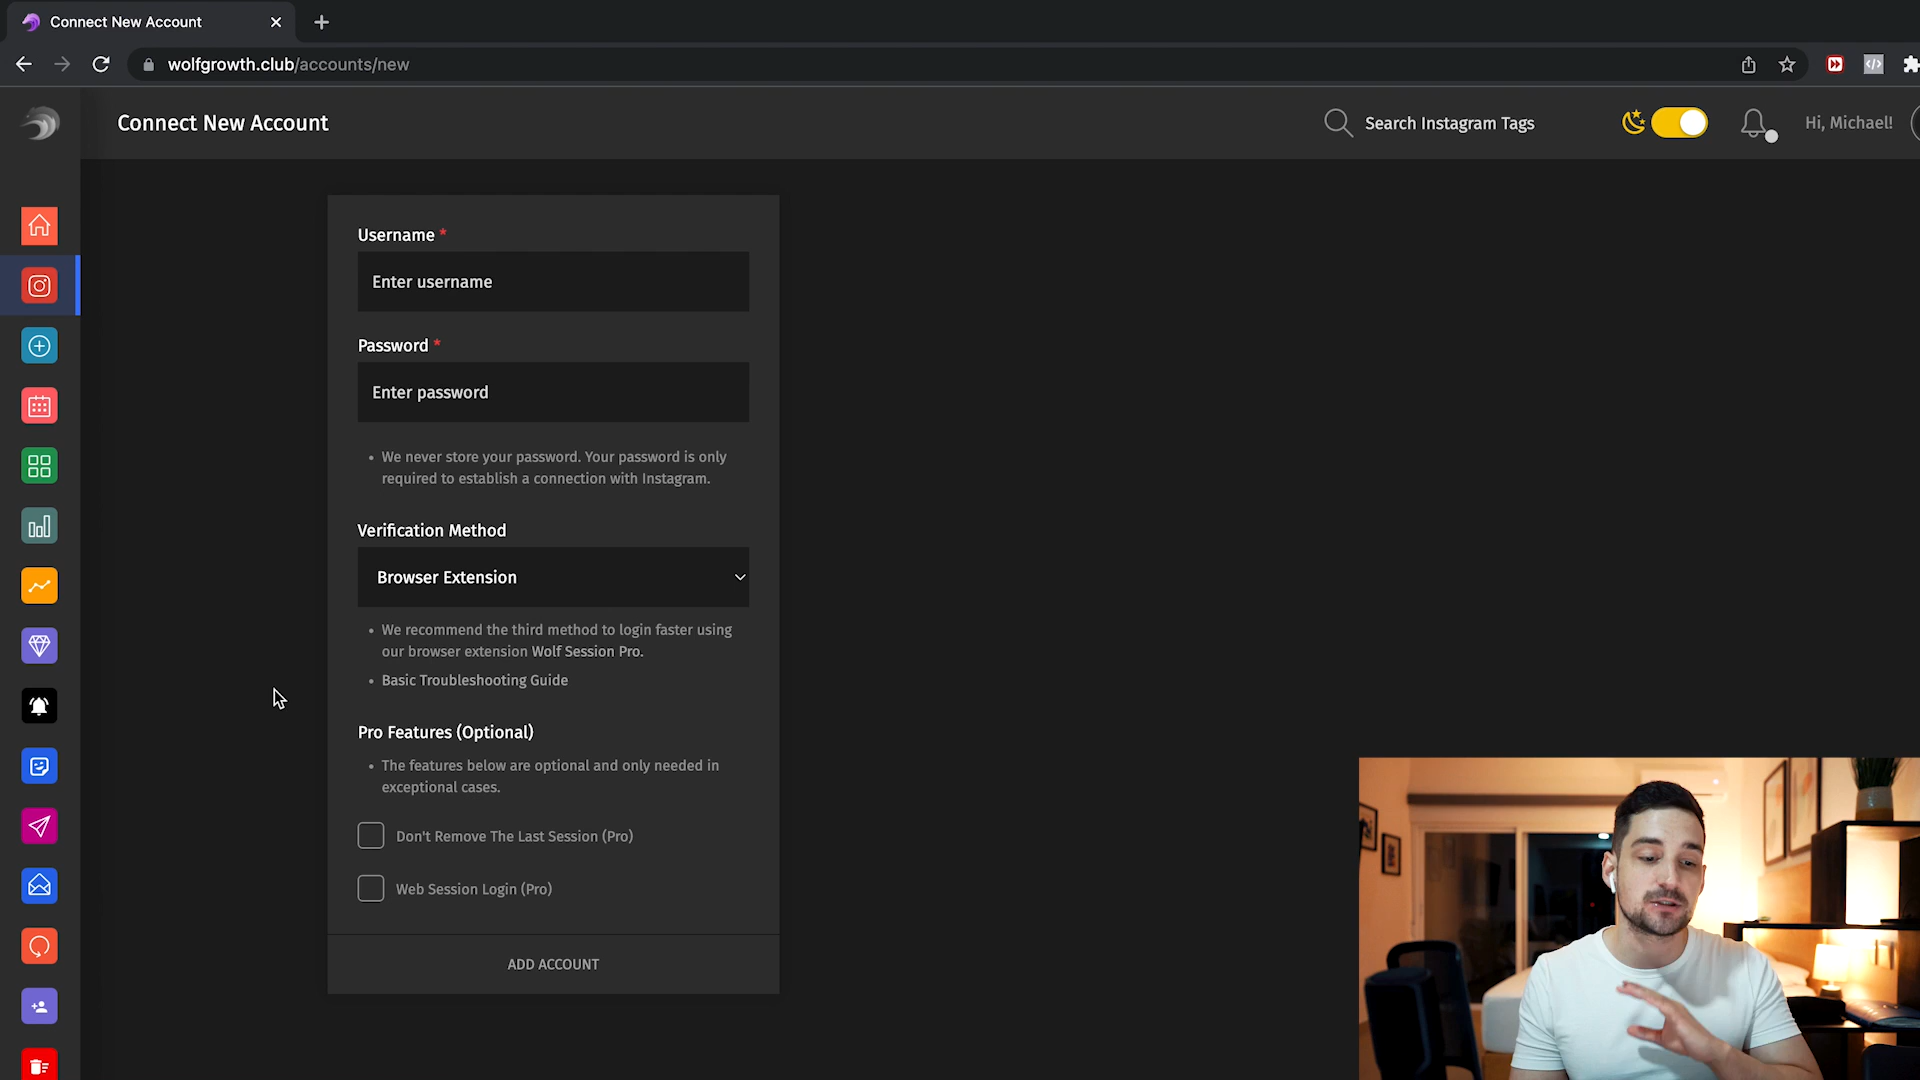 Connect New Account
wolfgrowth.club/accounts/new
Connect New Account
Search Instagram Tags
Hi, Michael!
Username *
Enter username
Password *
Enter password
• We never store your password. Your password is only
required to establish a connection with Instagram.
Verification Method
Browser Extension
• We recommend the third method to login faster using
our browser extension Wolf Session Pro.
• Basic Troubleshooting Guide
Pro Features (Optional)
• The features below are optional and only needed in
exceptional cases.
Don't Remove The Last Session (Pro)
Web Session Login (Pro)
ADD ACCOUNT